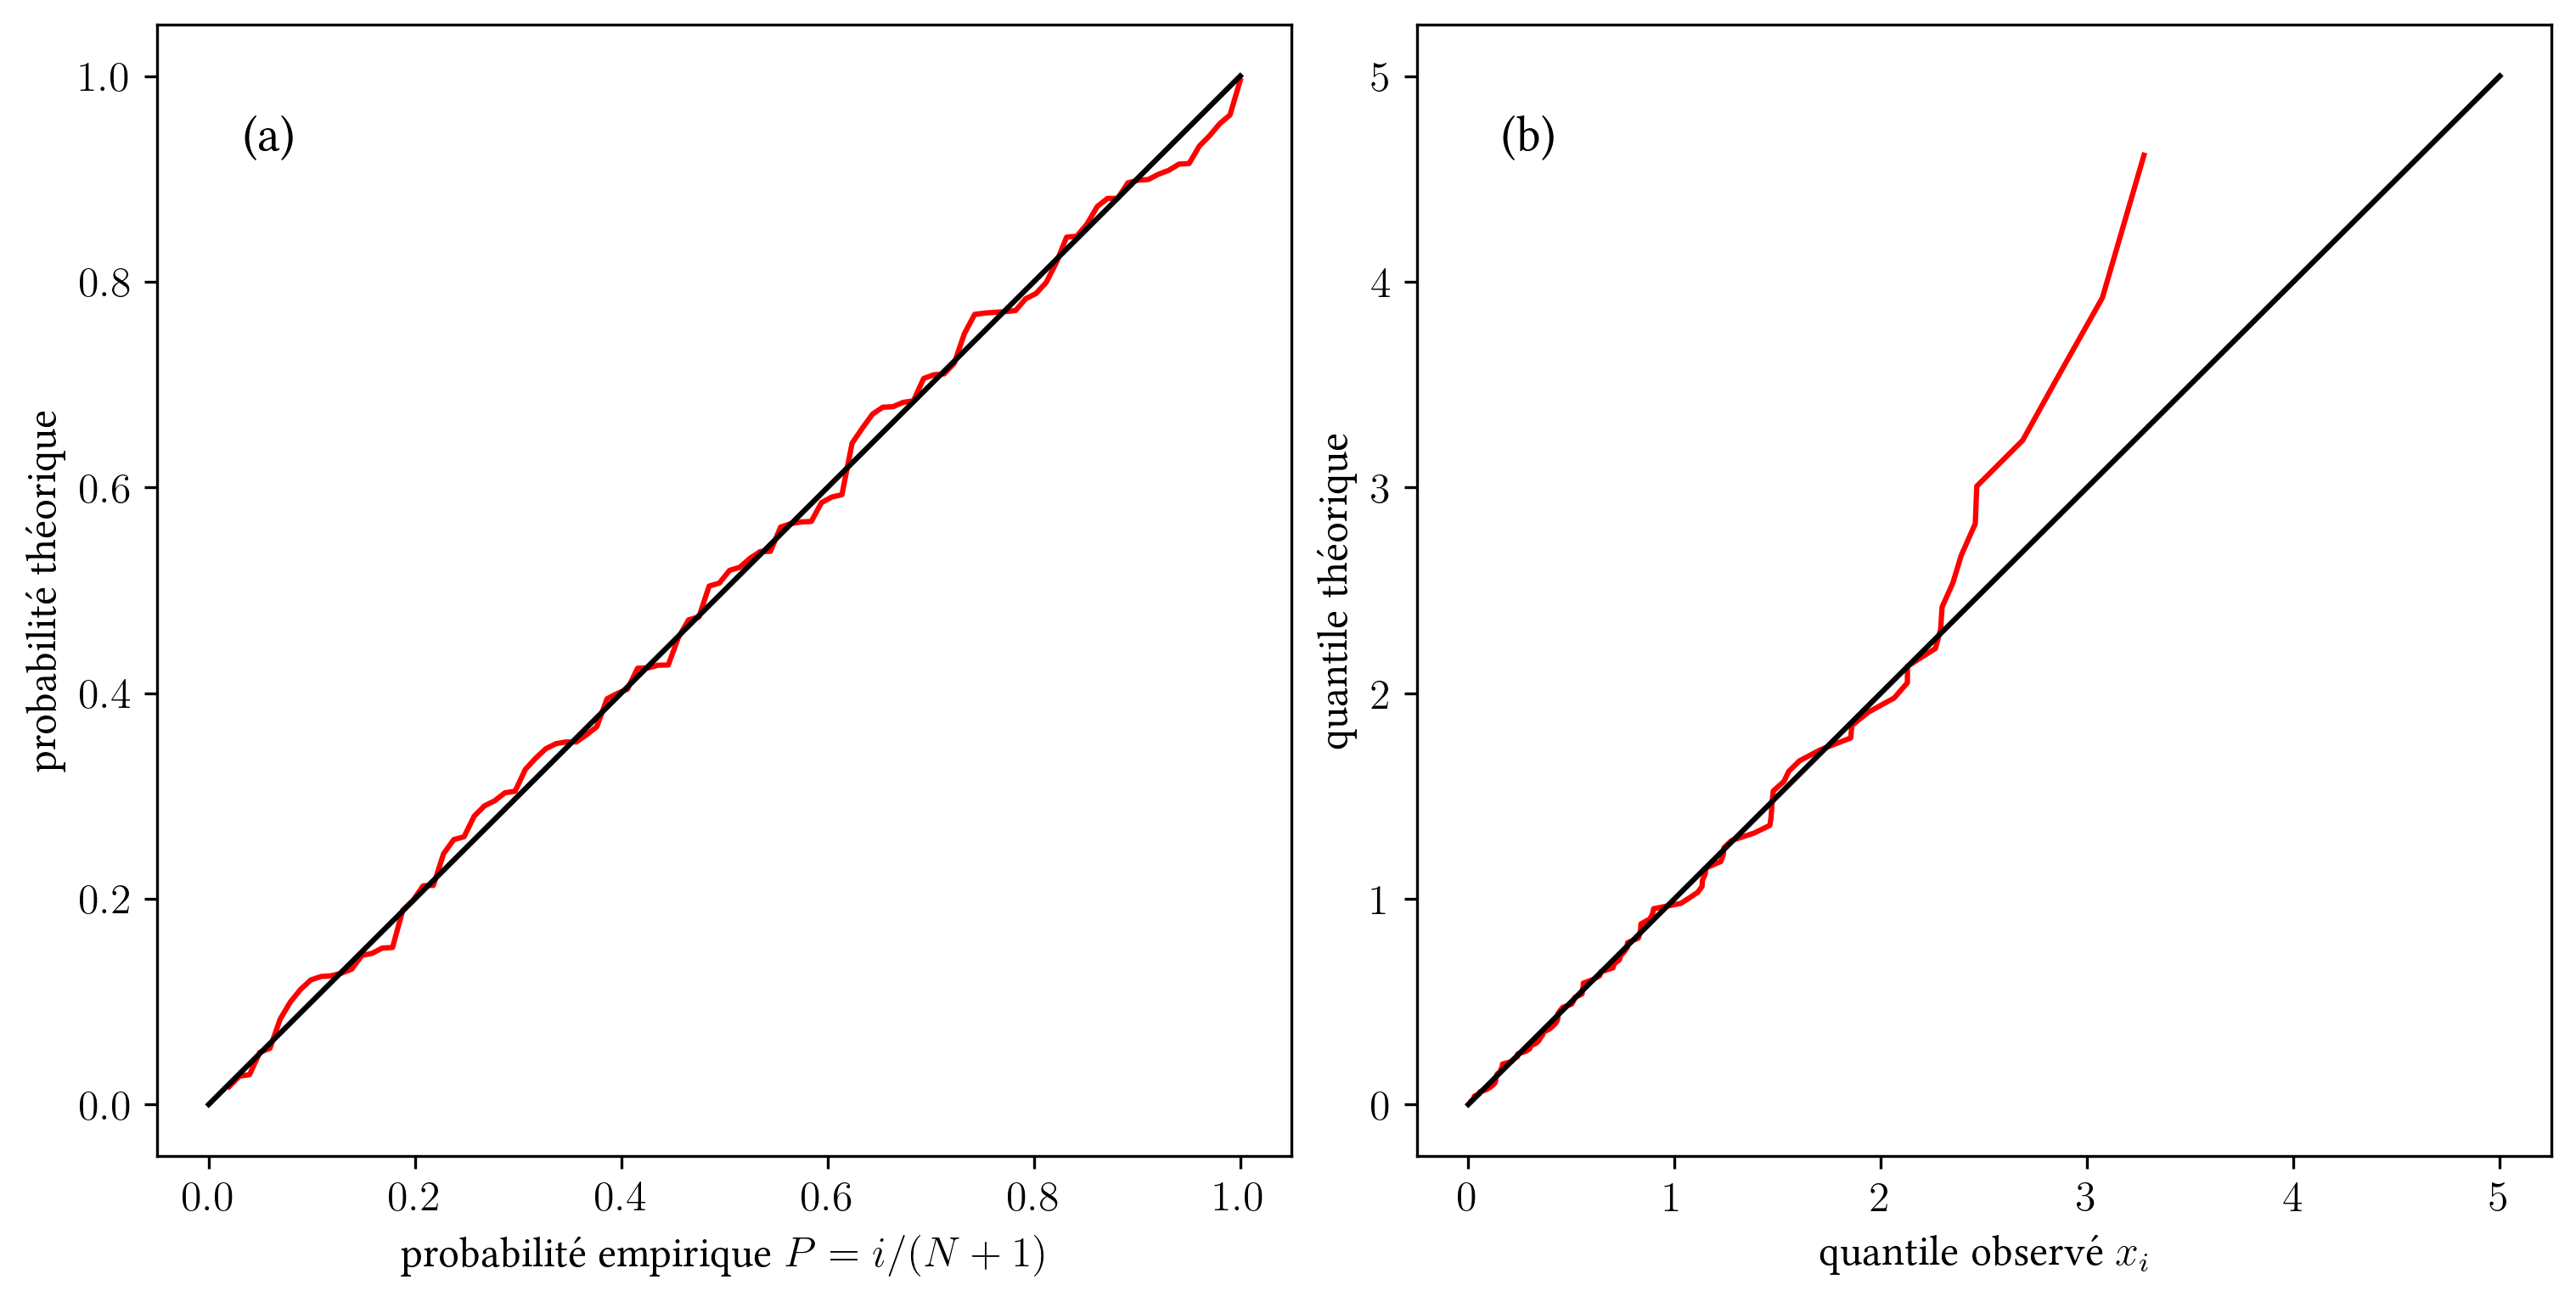 (a)
1.0
0.8
0.6
0.4
0.2
0.0
probabilité théorique
0.0 0.2 0.4 0.6 0.8 1.0
probabilité empirique P = i/(N + 1)
(b)
5
4
3
2
1
0
quantile théorique
0 1 2 3 4 5
quantile observé x_i